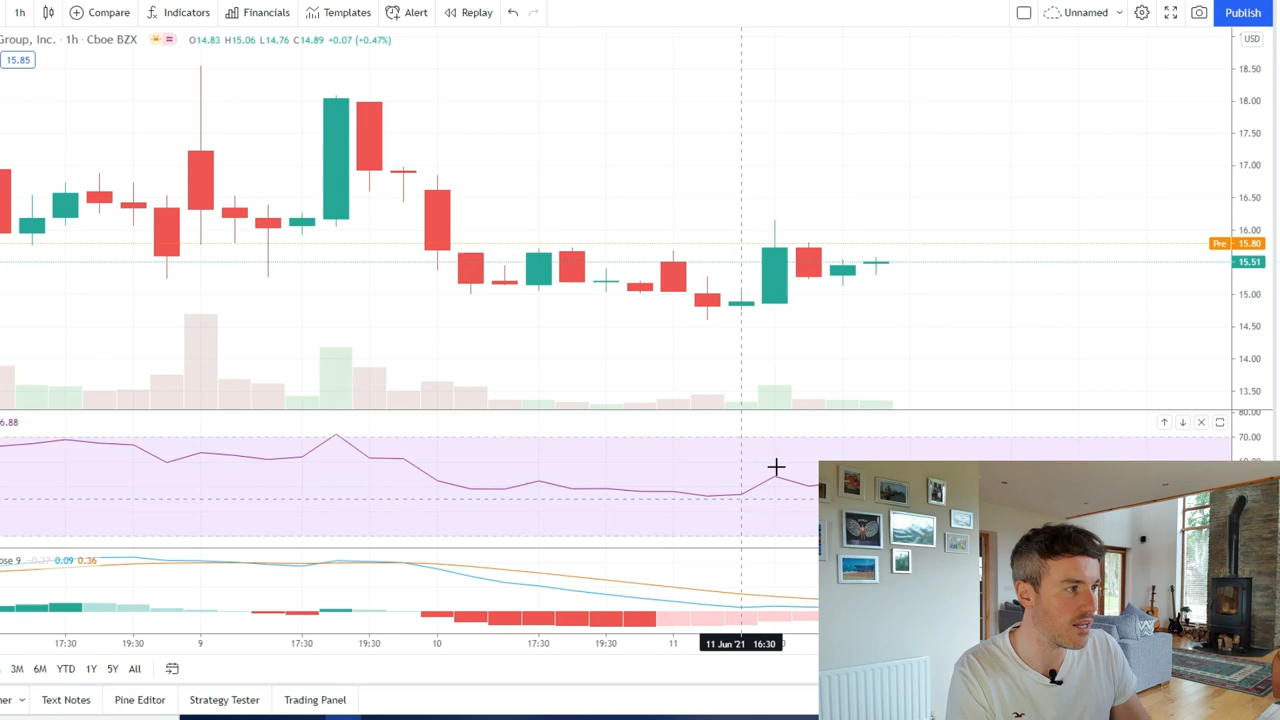 1h Compare Indicators Financials Templates Alert Replay Unnamed Publish
Group, Inc. · 1h · Cboe BZX O14.83 H15.06 L14.76 C14.89 +0.07 (+0.47%)
USD
15.85
18.50
18.00
17.50
17.00
16.50
16.00
Pre 15.80
15.51
15.00
14.50
14.00
13.50
80.00
6.88
70.00
ose 9 -0.27 0.09 0.36
17:30 19:30 9 17:30 19:30 10 17:30 19:30 11 11 Jun '21 16:30
3M 6M YTD 1Y 5Y All
ner Text Notes Pine Editor Strategy Tester Trading Panel